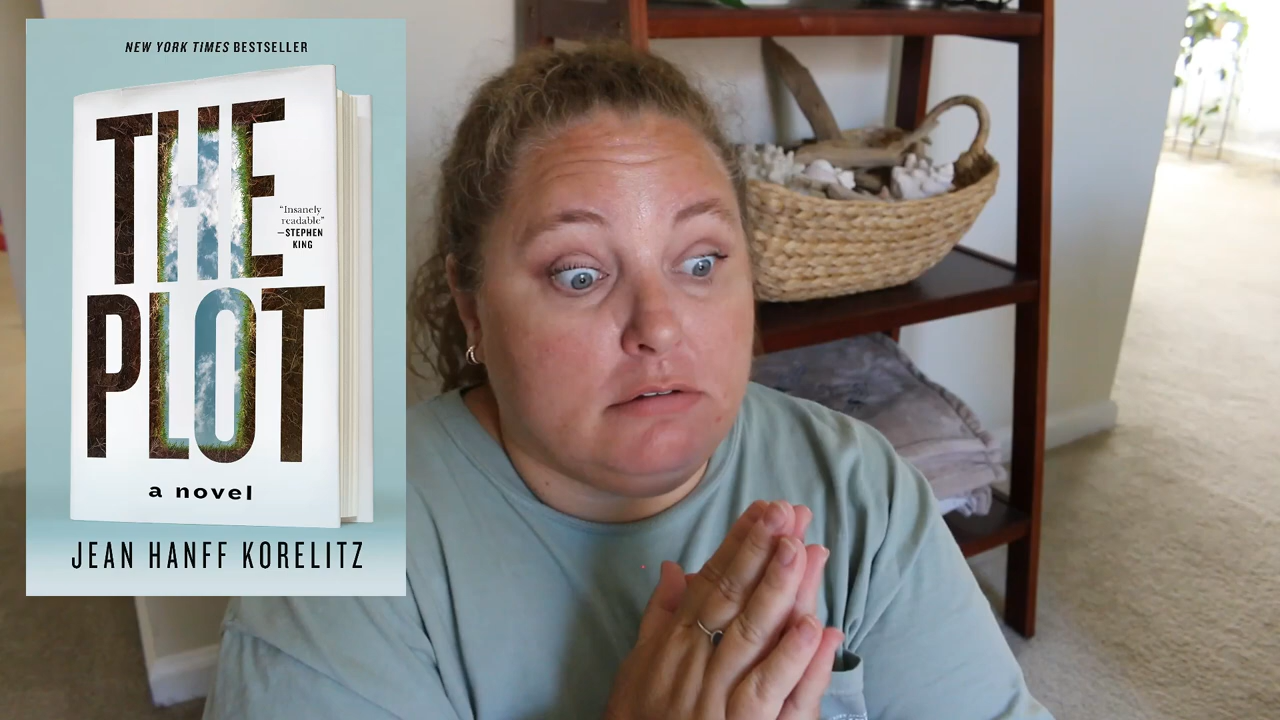 NEW YORK TIMES BESTSELLER
THE
PLOT
"Insanely
readable"
—STEPHEN
KING
a novel
JEAN HANFF KORELITZ